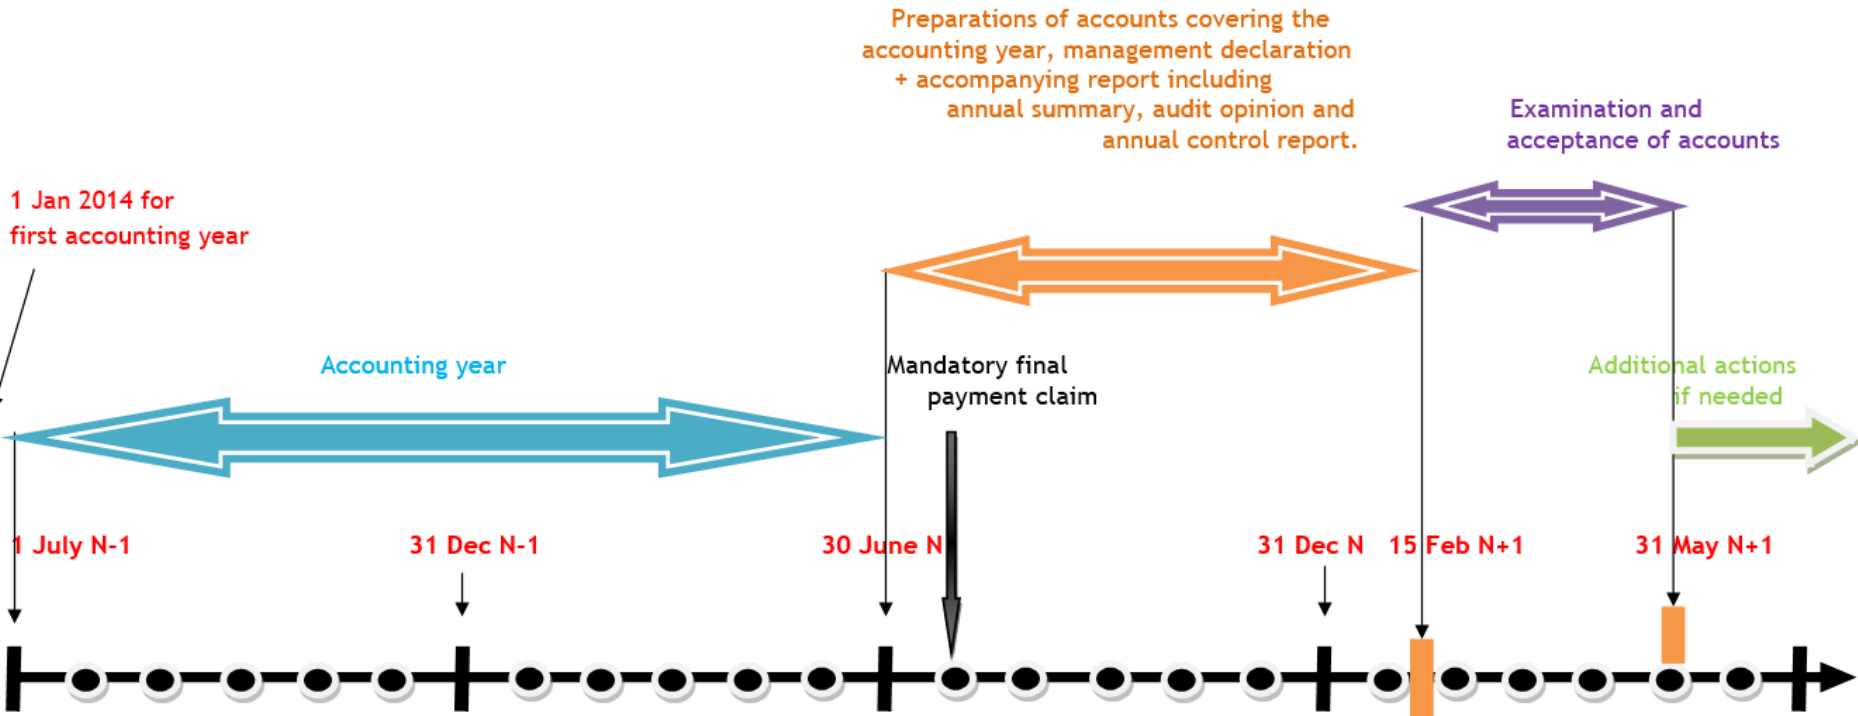 Preparations of accounts covering the
accounting year, management declaration
+ accompanying report including
annual summary, audit opinion and
annual control report.
Examination and
acceptance of accounts
1 Jan 2014 for
first accounting year
Accounting year
Mandatory final
payment claim
Additional actions
if needed
1 July N-1
31 Dec N-1
30 June N
31 Dec N
15 Feb N+1
31 May N+1